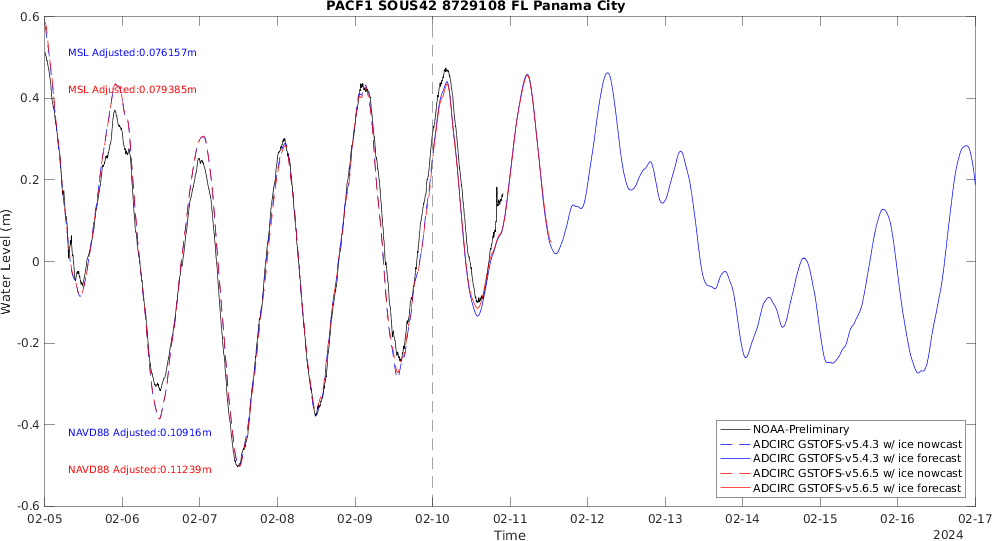 PACF1 SOUS42 8729108 FL Panama City
MSL Adjusted:0.076157m
MSL Adjusted:0.079385m
NAVD88 Adjusted:0.10916m
NAVD88 Adjusted:0.11239m
Water Level (m)
0.6
0.4
0.2
0
-0.2
-0.4
-0.6
NOAA-Preliminary
ADCIRC GSTOFS-v5.4.3 w/ ice nowcast
ADCIRC GSTOFS-v5.4.3 w/ ice forecast
ADCIRC GSTOFS-v5.6.5 w/ ice nowcast
ADCIRC GSTOFS-v5.6.5 w/ ice forecast
02-05 02-06 02-07 02-08 02-09 02-10 02-11 02-12 02-13 02-14 02-15 02-16 02-17
Time
2024